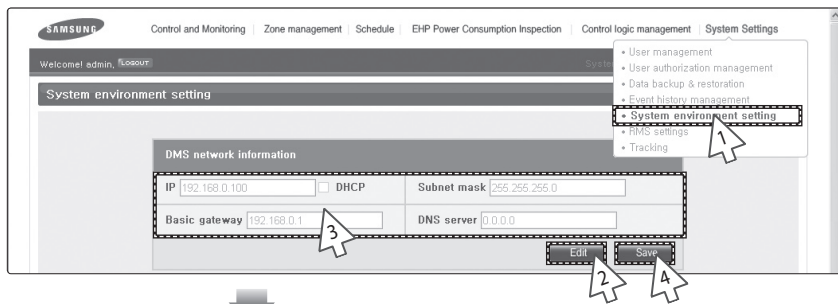 SAMSUNG Control and Monitoring Zone management Schedule EHP Power Consumption Inspection Control logic management System Settings
Welcome! admin, LOGOUT
• User management
• User authorization management
• Data backup & restoration
• Event history management
• System environment setting
• RMS settings
• Tracking
1
System environment setting
DMS network information
IP 192.168.0.100 DHCP Subnet mask 255.255.255.0
Basic gateway 192.168.0.1 DNS server 0.0.0.0
3
Edit Save
2 4